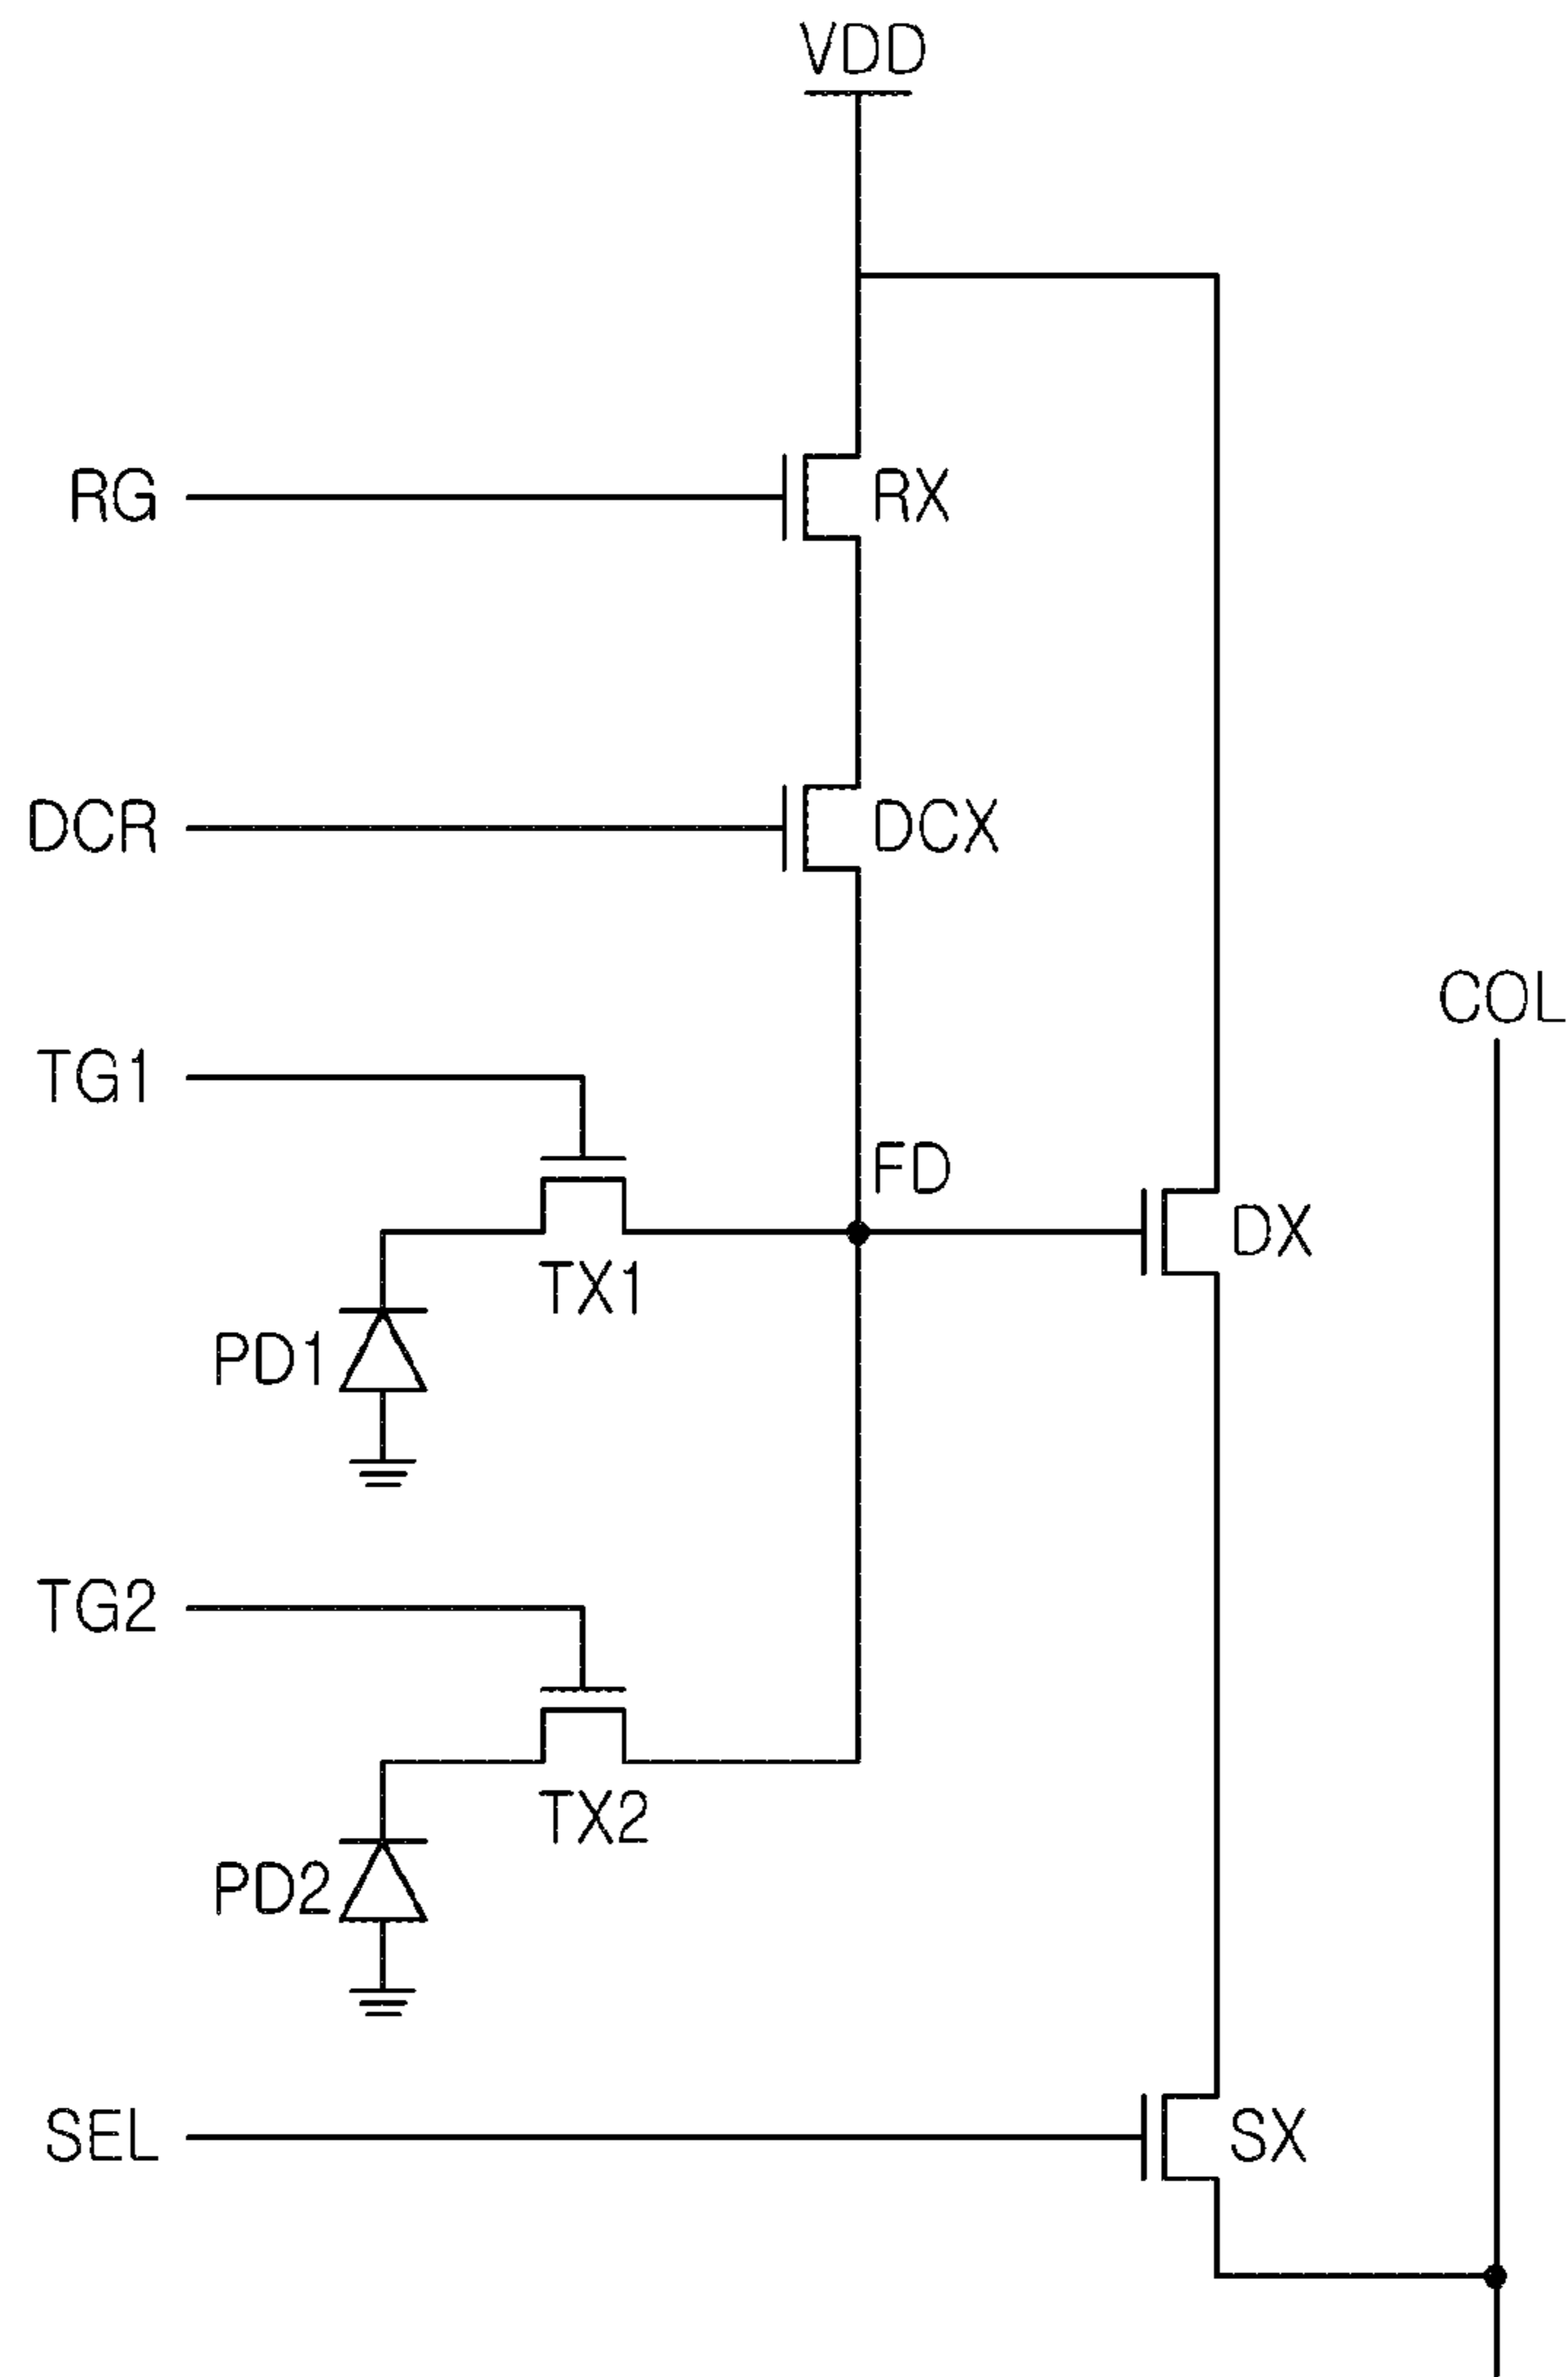 VDD
RG
RX
DCR
DCX
COL
TG1
FD
DX
TX1
PD1
TG2
TX2
PD2
SEL
SX